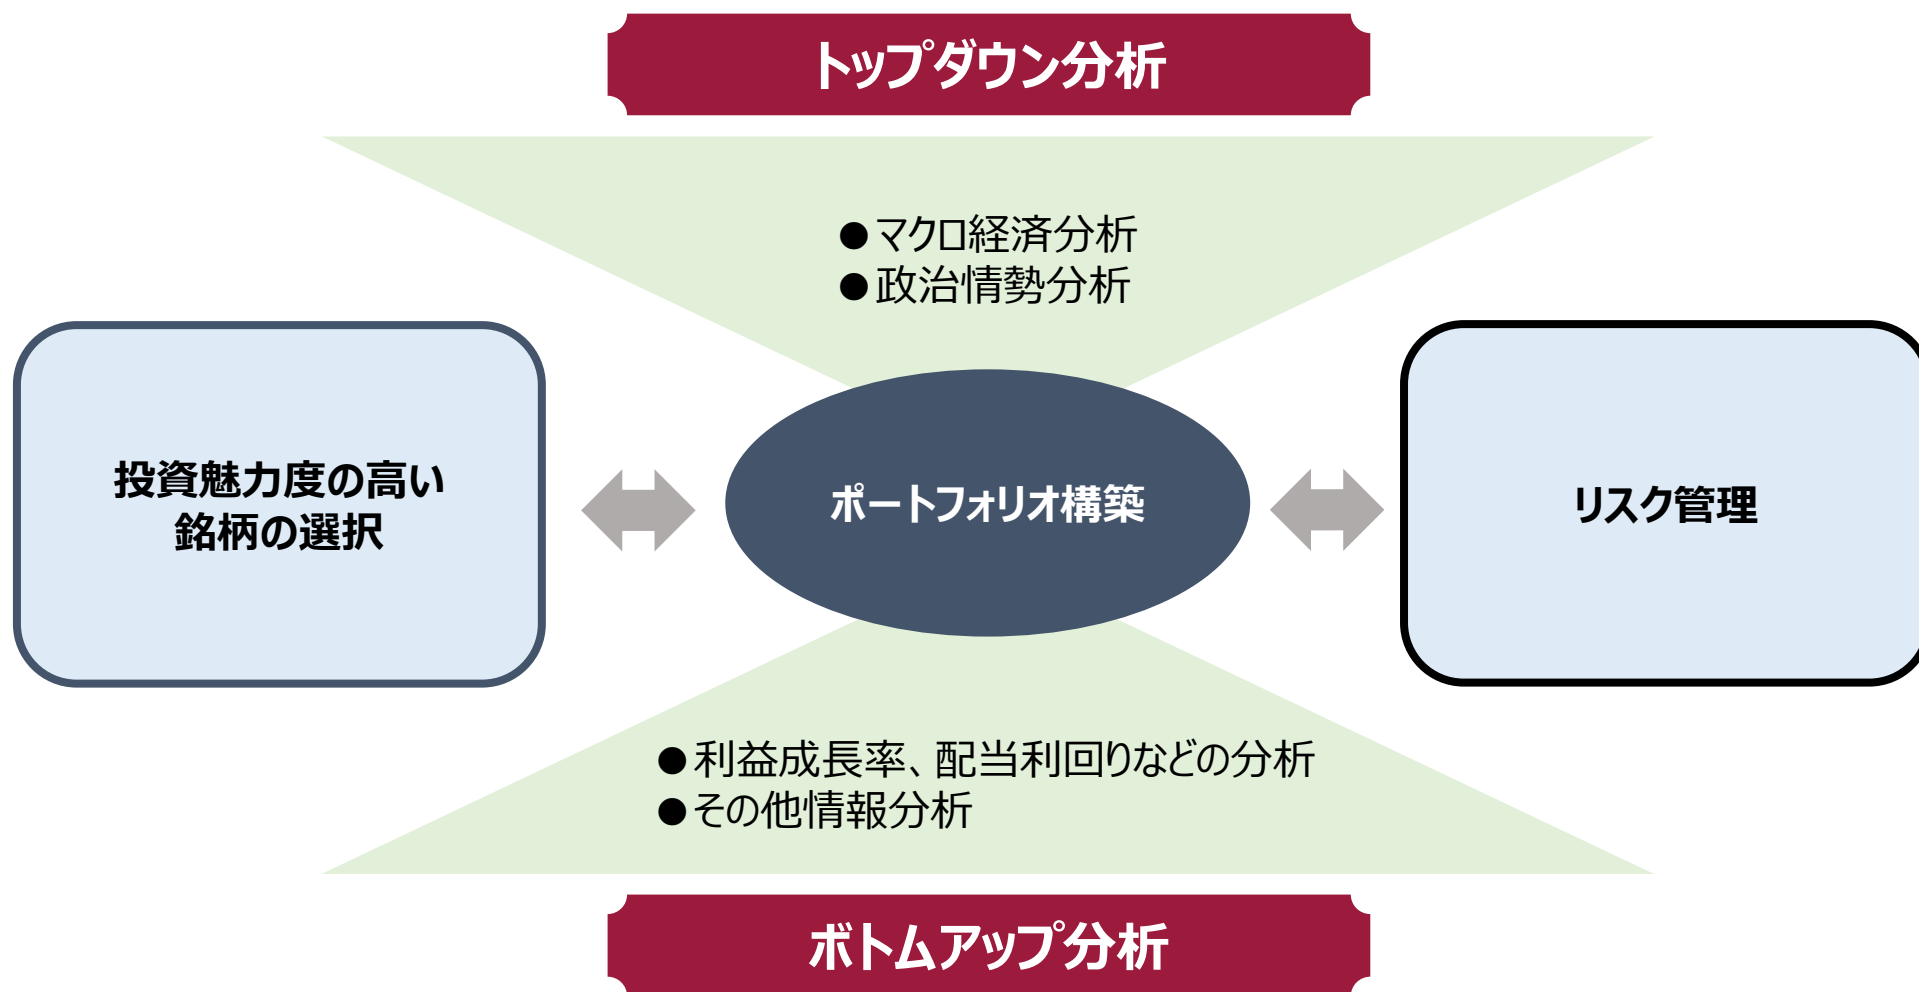 トップダウン分析
●マクロ経済分析
●政治情勢分析
投資魅力度の高い
銘柄の選択
ポートフォリオ構築
リスク管理
●利益成長率、配当利回りなどの分析
●その他情報分析
ボトムアップ分析